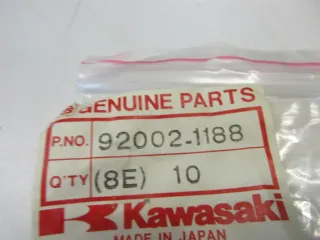 GENUINE PARTS
P.NO. 92002-1188
Q'TY (8E) 10
Kawasaki
MADE IN JAPAN